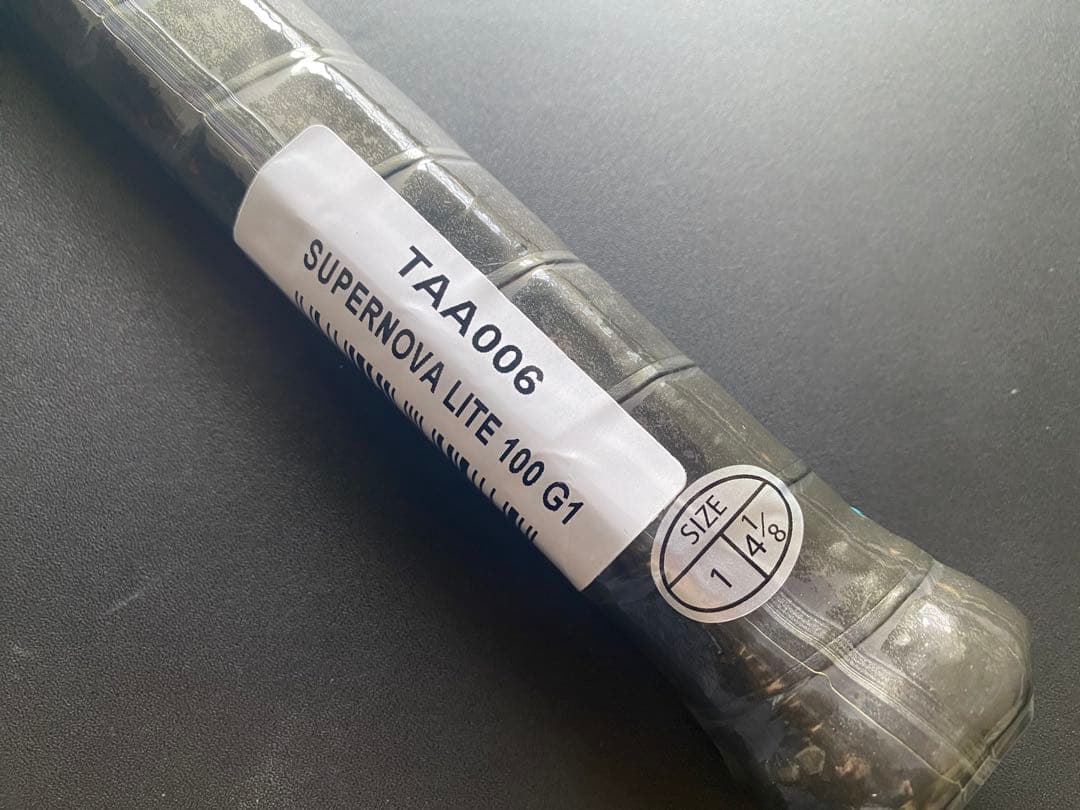 TAA006
SUPERNOVA LITE 100 G1
SIZE
1
4 1/8